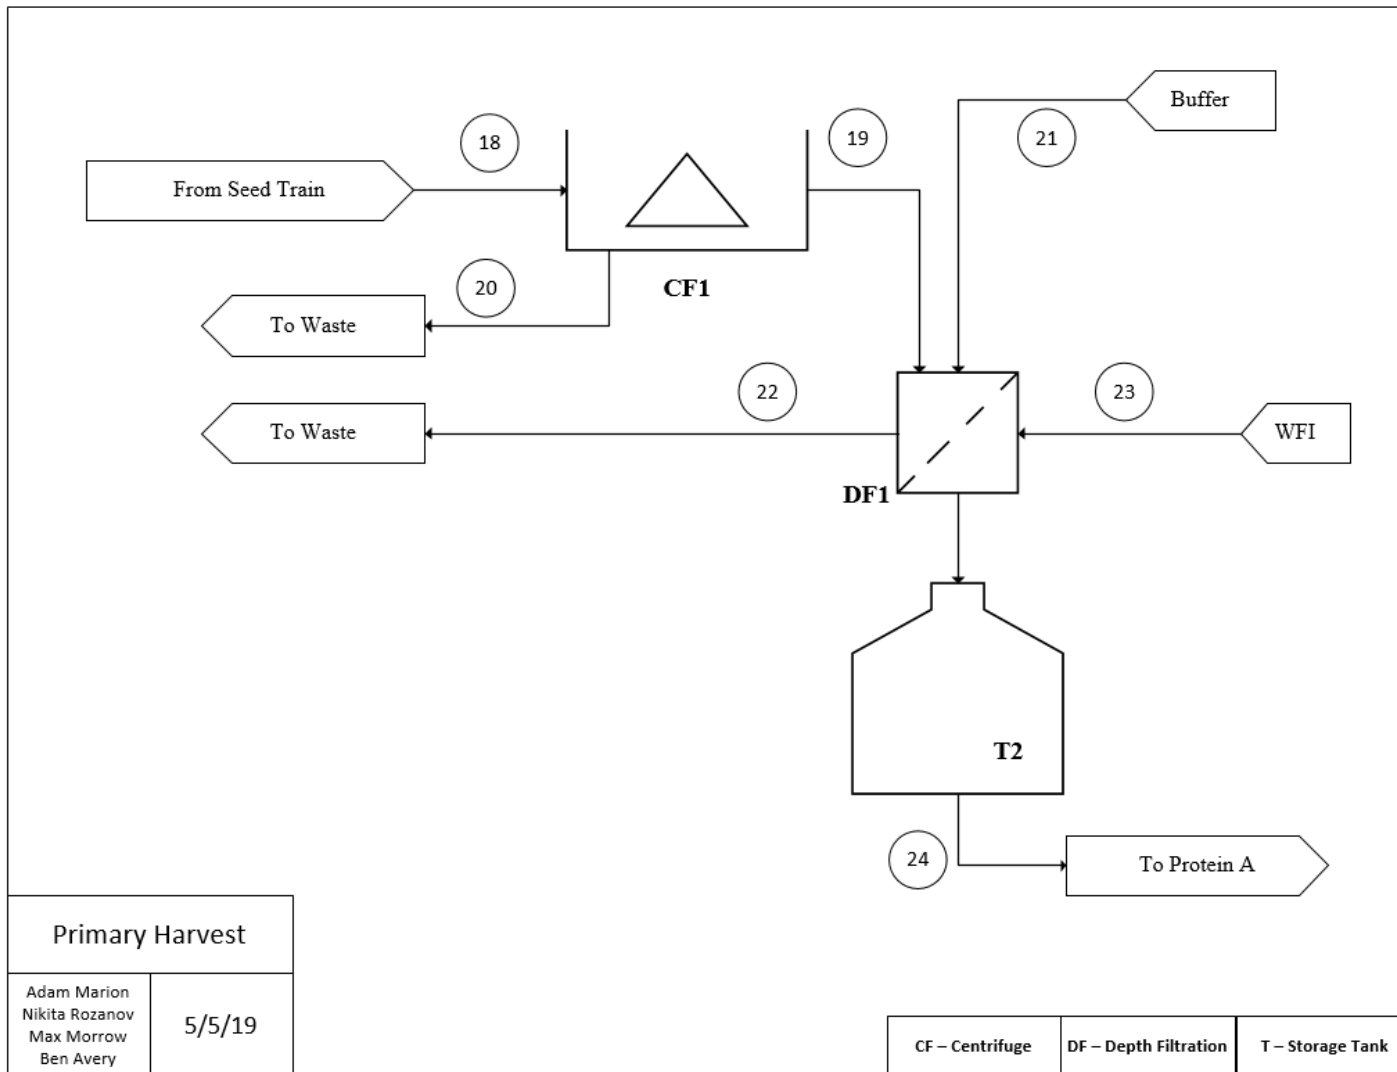 Buffer
18
19
21
From Seed Train
20
CF1
To Waste
22
23
To Waste
WFI
DF1
T2
24
To Protein A
Primary Harvest
Adam Marion
Nikita Rozanov
Max Morrow
Ben Avery
5/5/19
CF – Centrifuge
DF – Depth Filtration
T – Storage Tank